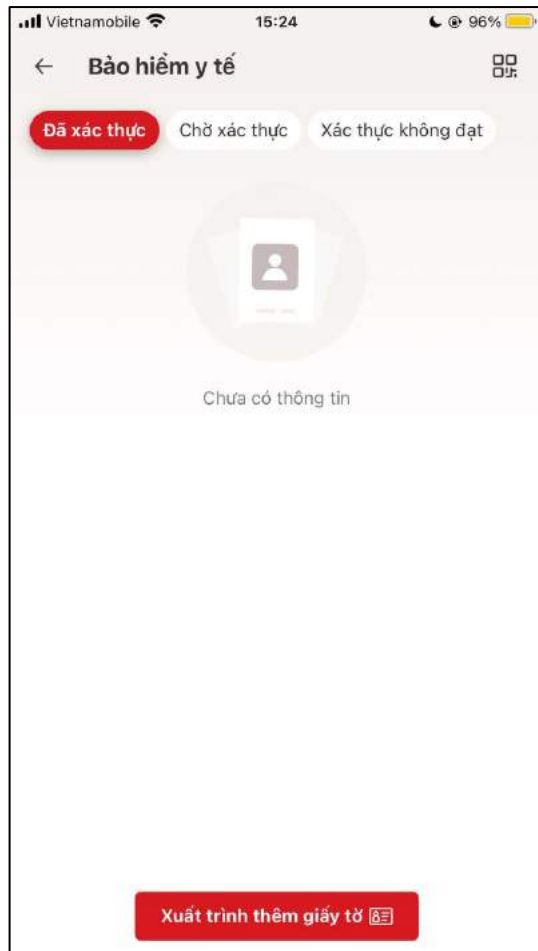 Vietnamobile 15:24 96%
Bảo hiểm y tế
Đã xác thực Chờ xác thực Xác thực không đạt
Chưa có thông tin
Xuất trình thêm giấy tờ